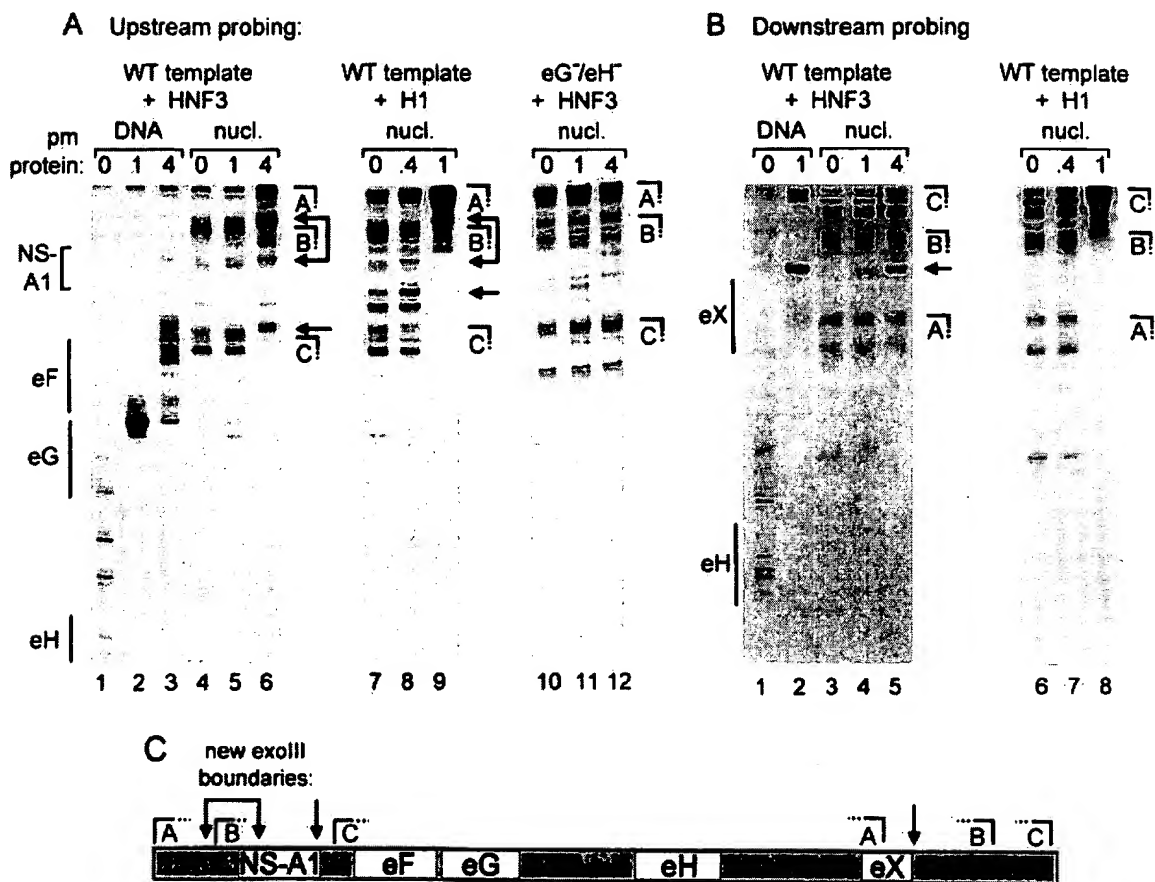 A Upstream probing:
B Downstream probing
WT template + HNF3
WT template + H1
eG⁻/eH⁻ + HNF3
WT template + HNF3
WT template + H1
DNA nucl. nucl. nucl. DNA nucl. nucl.
pm protein: 0 .1 4 0 1 4 0 .4 1 0 1 4 0 1 0 1 4 0 .4 1
A
B
C
NS-A1
eF
eG
eH
A
B
C
A
B
C
eX
eH
C
B
A
C
B
A
1 2 3 4 5 6 7 8 9 10 11 12 1 2 3 4 5 6 7 8
C new exoIII boundaries:
A B C A B C
NS-A1 eF eG eH eX